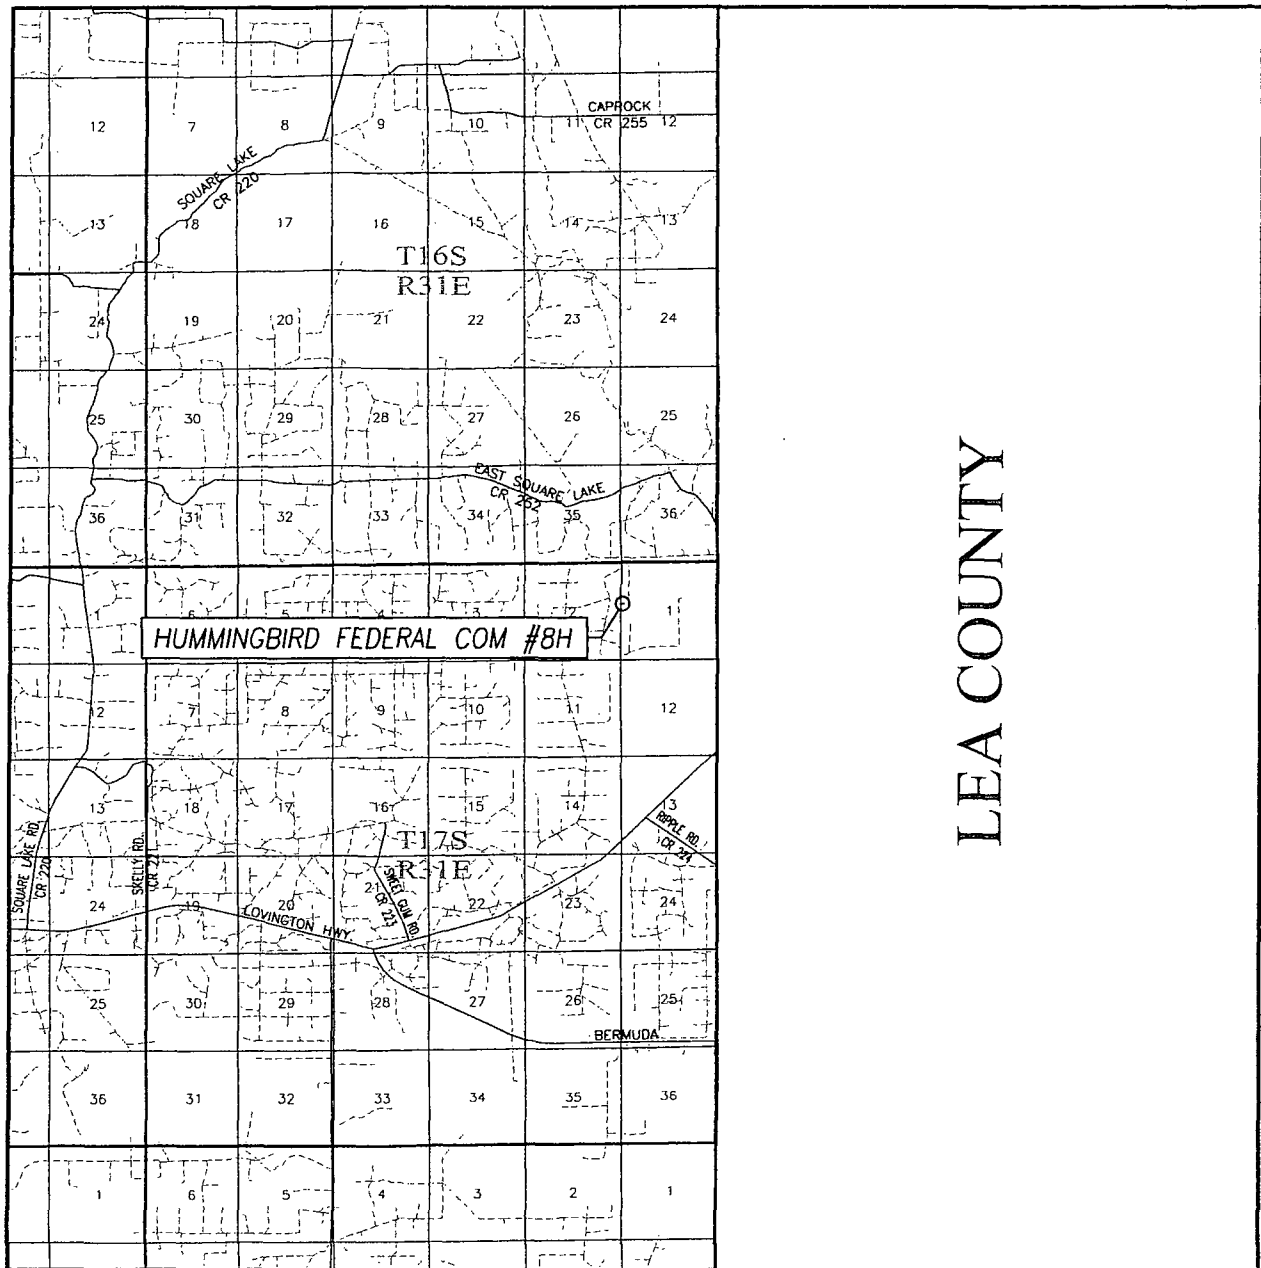 CAPROCK
12 7 8 9 10 11 CR 255 12
SQUARE LAKE
CR 220
13 18 17 16 15 14 13
T16S
R31E
24 19 20 21 22 23 24
25 30 29 28 27 26 25
EAST SQUARE LAKE
CR 252
36 31 32 33 34 35 36
1 6 5 4 3 2 1
HUMMINGBIRD FEDERAL COM #8H
12 7 8 9 10 11 12
13 18 17 16 15 14 13
RIPPLE RD.
CR 224
T17S
R31E
SQUARE LAKE RD.
CR 220
SKELLY RD.
CR 221
SWEET GUM RD.
CR 223
21
24 19 20 22 23 24
LOVINGTON HWY
25 30 29 28 27 26 25
BERMUDA
36 31 32 33 34 35 36
1 6 5 4 3 2 1
LEA COUNTY